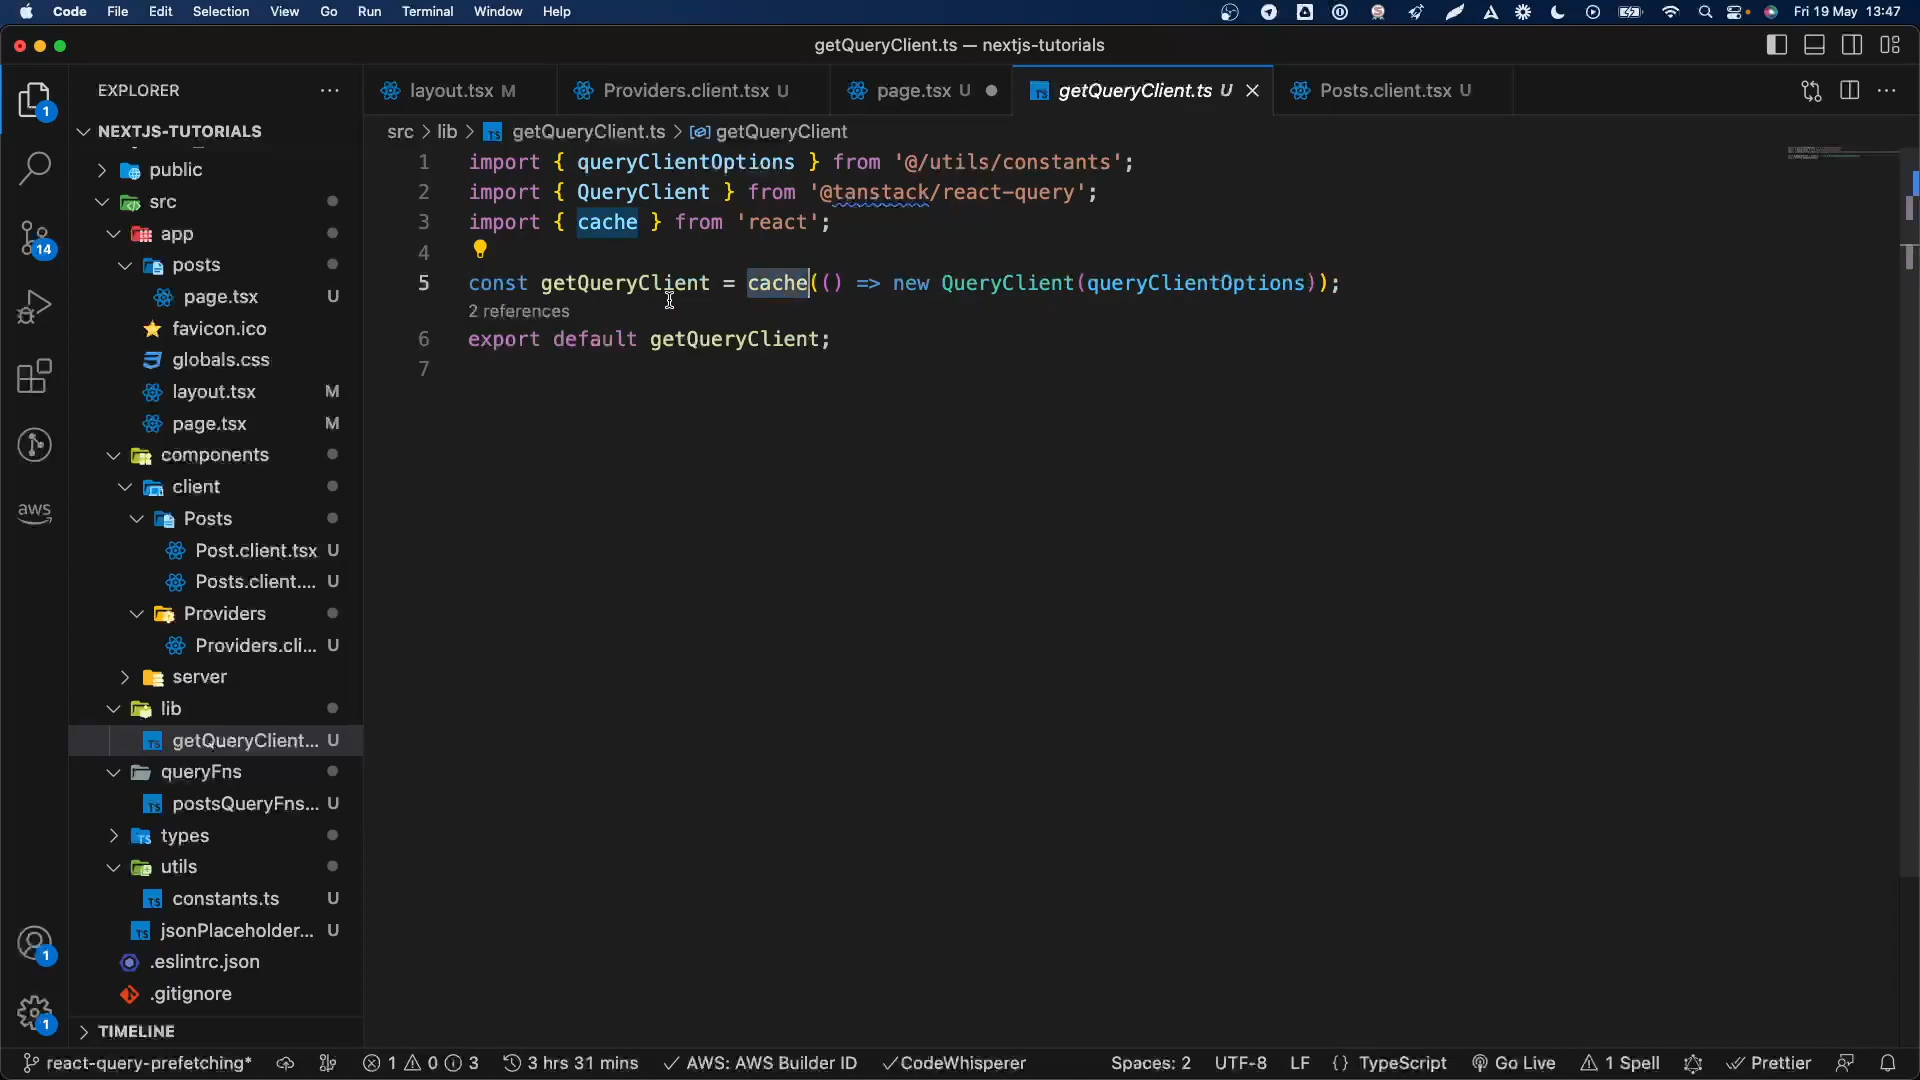 Code File Edit Selection View Go Run Terminal Window Help Fri 19 May 13:47
getQueryClient.ts — nextjs-tutorials
EXPLORER
layout.tsx M
Providers.client.tsx U
page.tsx U
getQueryClient.ts U
Posts.client.tsx U
NEXTJS-TUTORIALS
public
src
app
posts
page.tsx U
favicon.ico
globals.css
layout.tsx M
page.tsx M
components
client
Posts
Post.client.tsx U
Posts.client.... U
Providers
Providers.cli... U
server
lib
getQueryClient... U
queryFns
postsQueryFns... U
types
utils
constants.ts U
jsonPlaceholder... U
.eslintrc.json
.gitignore
TIMELINE
1
14
aws
1
1
src > lib > TS getQueryClient.ts > getQueryClient
1 import { queryClientOptions } from '@/utils/constants';
2 import { QueryClient } from '@tanstack/react-query';
3 import { cache } from 'react';
4
5 const getQueryClient = cache(() => new QueryClient(queryClientOptions));
2 references
6 export default getQueryClient;
7
react-query-prefetching* 1 0 3 3 hrs 31 mins AWS: AWS Builder ID CodeWhisperer Spaces: 2 UTF-8 LF {} TypeScript Go Live 1 Spell Prettier